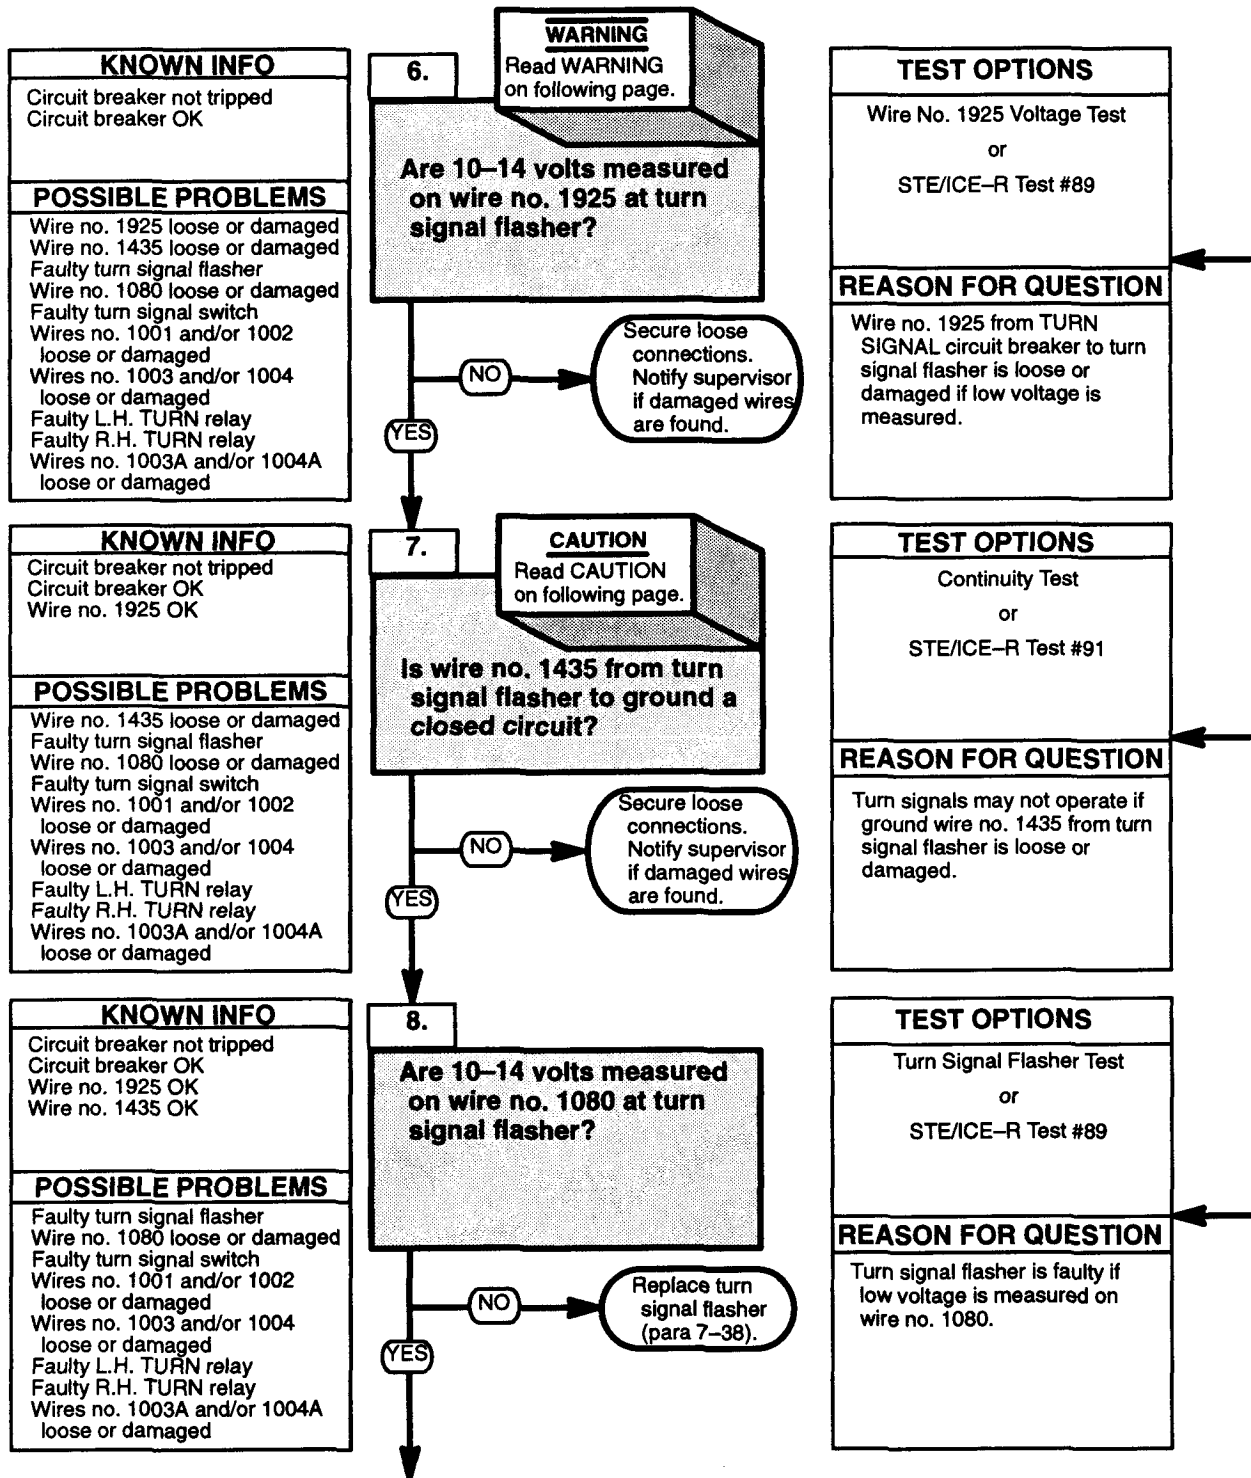 KNOWN INFO
Circuit breaker not tripped
Circuit breaker OK
POSSIBLE PROBLEMS
Wire no. 1925 loose or damaged
Wire no. 1435 loose or damaged
Faulty turn signal flasher
Wire no. 1080 loose or damaged
Faulty turn signal switch
Wires no. 1001 and/or 1002
loose or damaged
Wires no. 1003 and/or 1004
loose or damaged
Faulty L.H. TURN relay
Faulty R.H. TURN relay
Wires no. 1003A and/or 1004A
loose or damaged
6.
WARNING
Read WARNING
on following page.
Are 10–14 volts measured
on wire no. 1925 at turn
signal flasher?
NO
Secure loose
connections.
Notify supervisor
if damaged wires
are found.
YES
TEST OPTIONS
Wire No. 1925 Voltage Test
or
STE/ICE–R Test #89
REASON FOR QUESTION
Wire no. 1925 from TURN
SIGNAL circuit breaker to turn
signal flasher is loose or
damaged if low voltage is
measured.
KNOWN INFO
Circuit breaker not tripped
Circuit breaker OK
Wire no. 1925 OK
POSSIBLE PROBLEMS
Wire no. 1435 loose or damaged
Faulty turn signal flasher
Wire no. 1080 loose or damaged
Faulty turn signal switch
Wires no. 1001 and/or 1002
loose or damaged
Wires no. 1003 and/or 1004
loose or damaged
Faulty L.H. TURN relay
Faulty R.H. TURN relay
Wires no. 1003A and/or 1004A
loose or damaged
7.
CAUTION
Read CAUTION
on following page.
Is wire no. 1435 from turn
signal flasher to ground a
closed circuit?
NO
Secure loose
connections.
Notify supervisor
if damaged wires
are found.
YES
TEST OPTIONS
Continuity Test
or
STE/ICE–R Test #91
REASON FOR QUESTION
Turn signals may not operate if
ground wire no. 1435 from turn
signal flasher is loose or
damaged.
KNOWN INFO
Circuit breaker not tripped
Circuit breaker OK
Wire no. 1925 OK
Wire no. 1435 OK
POSSIBLE PROBLEMS
Faulty turn signal flasher
Wire no. 1080 loose or damaged
Faulty turn signal switch
Wires no. 1001 and/or 1002
loose or damaged
Wires no. 1003 and/or 1004
loose or damaged
Faulty L.H. TURN relay
Faulty R.H. TURN relay
Wires no. 1003A and/or 1004A
loose or damaged
8.
Are 10–14 volts measured
on wire no. 1080 at turn
signal flasher?
NO
Replace turn
signal flasher
(para 7–38).
YES
TEST OPTIONS
Turn Signal Flasher Test
or
STE/ICE–R Test #89
REASON FOR QUESTION
Turn signal flasher is faulty if
low voltage is measured on
wire no. 1080.